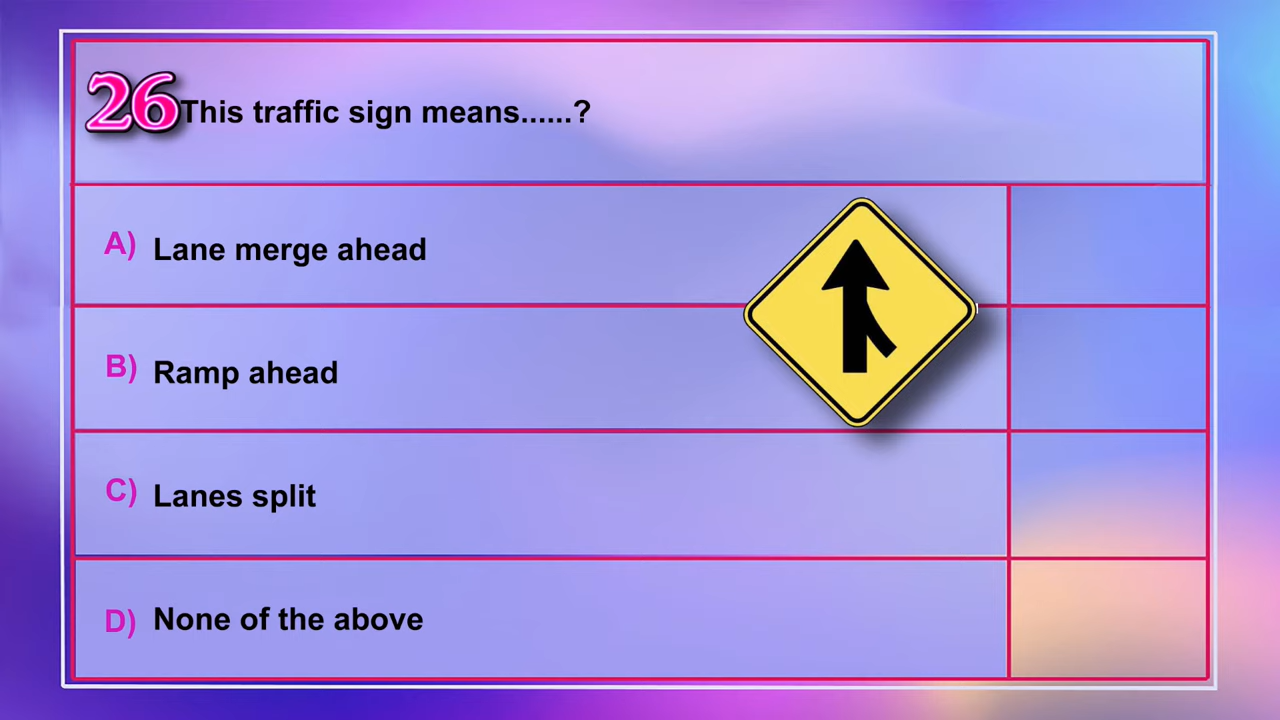 26 This traffic sign means......?
A) Lane merge ahead
B) Ramp ahead
C) Lanes split
D) None of the above